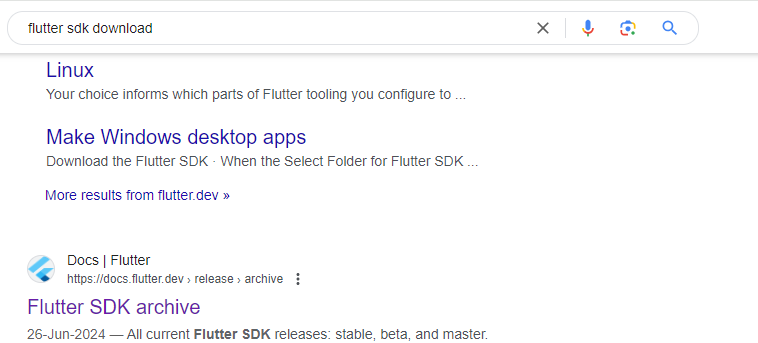 flutter sdk download
Linux
Your choice informs which parts of Flutter tooling you configure to ...
Make Windows desktop apps
Download the Flutter SDK · When the Select Folder for Flutter SDK ...
More results from flutter.dev »
Docs | Flutter
https://docs.flutter.dev › release › archive
Flutter SDK archive
26-Jun-2024 — All current Flutter SDK releases: stable, beta, and master.